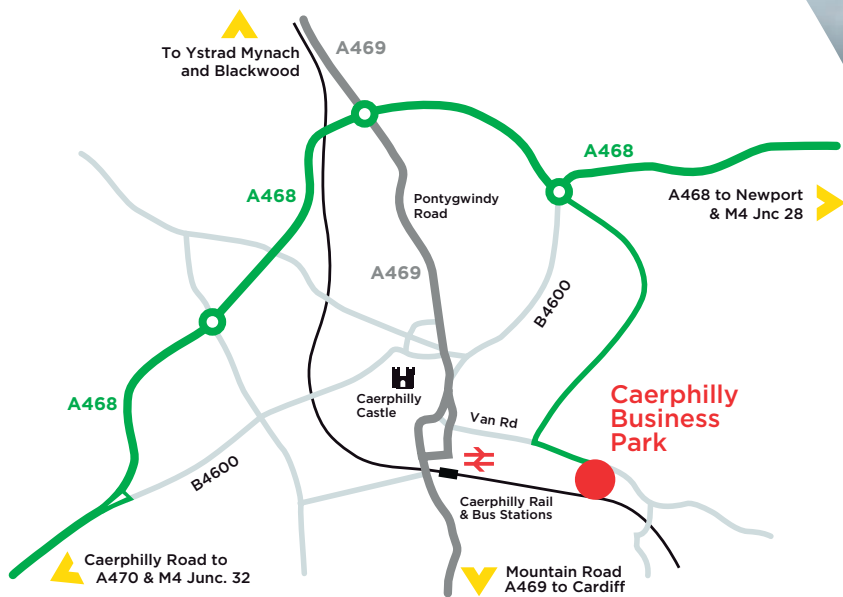 To Ystrad Mynach
and Blackwood
A469
A468
A468
Pontygwindy
Road
A468 to Newport
& M4 Jnc 28
A469
B4600
Caerphilly
Castle
A468
Van Rd
Caerphilly
Business
Park
B4600
Caerphilly Rail
& Bus Stations
Caerphilly Road to
A470 & M4 Junc. 32
Mountain Road
A469 to Cardiff